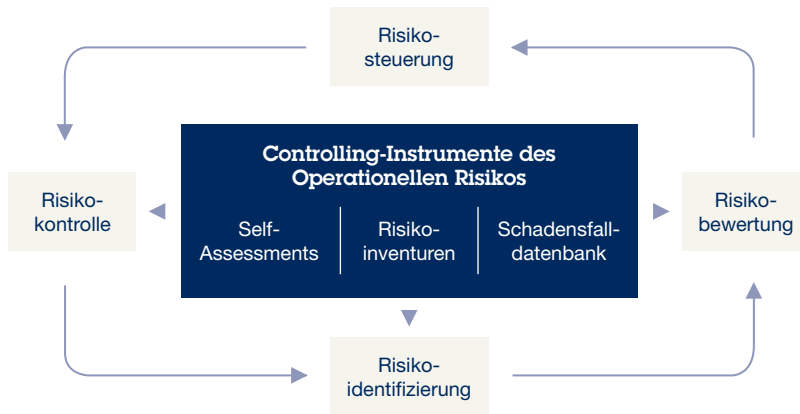 Risiko-
steuerung
Controlling-Instrumente des
Operationellen Risikos
Risiko-
kontrolle
Self-
Assessments
Risiko-
inventuren
Schadensfall-
datenbank
Risiko-
bewertung
Risiko-
identifizierung